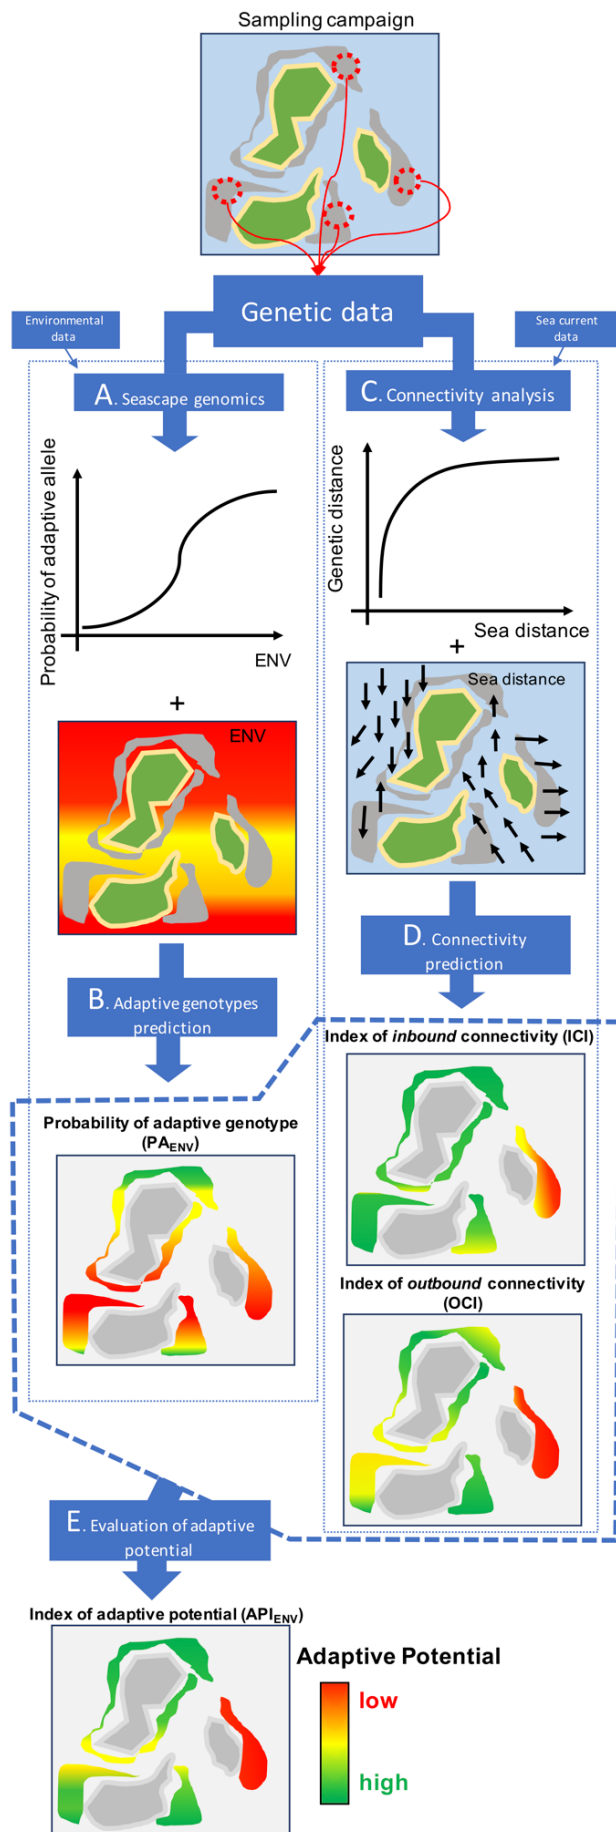 Sampling campaign
Genetic data
Environmental
data
Sea current
data
A. Seascape genomics
C. Connectivity analysis
Probability of adaptive allele
ENV
Genetic distance
Sea distance
+
+
ENV
Sea distance
B. Adaptive genotypes
prediction
D. Connectivity
prediction
Index of inbound connectivity (ICI)
Probability of adaptive genotype
(PAENV)
Index of outbound connectivity
(OCI)
E. Evaluation of adaptive
potential
Index of adaptive potential (APIENV)
Adaptive Potential
low
high